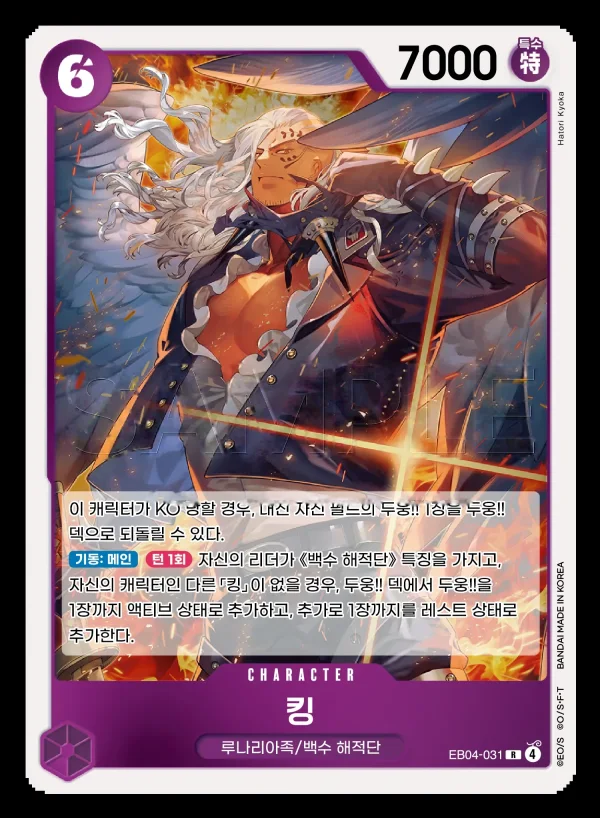 6
7000
특수
特
Hatori Kyoka
SAMPLE
이 캐릭터가 KO 당할 경우, 대신 자신 필드의 두웅!! 1장을 두웅!!
덱으로 되돌릴 수 있다.
기동: 메인 턴 1회 자신의 리더가 《백수 해적단》 특징을 가지고,
자신의 캐릭터인 다른 「킹」이 없을 경우, 두웅!! 덱에서 두웅!!을
1장까지 액티브 상태로 추가하고, 추가로 1장까지를 레스트 상태로
추가한다.
CHARACTER
킹
루나리아족/백수 해적단
EB04-031 R 4
©EO/S ©O/S·F·T BANDAI MADE IN KOREA